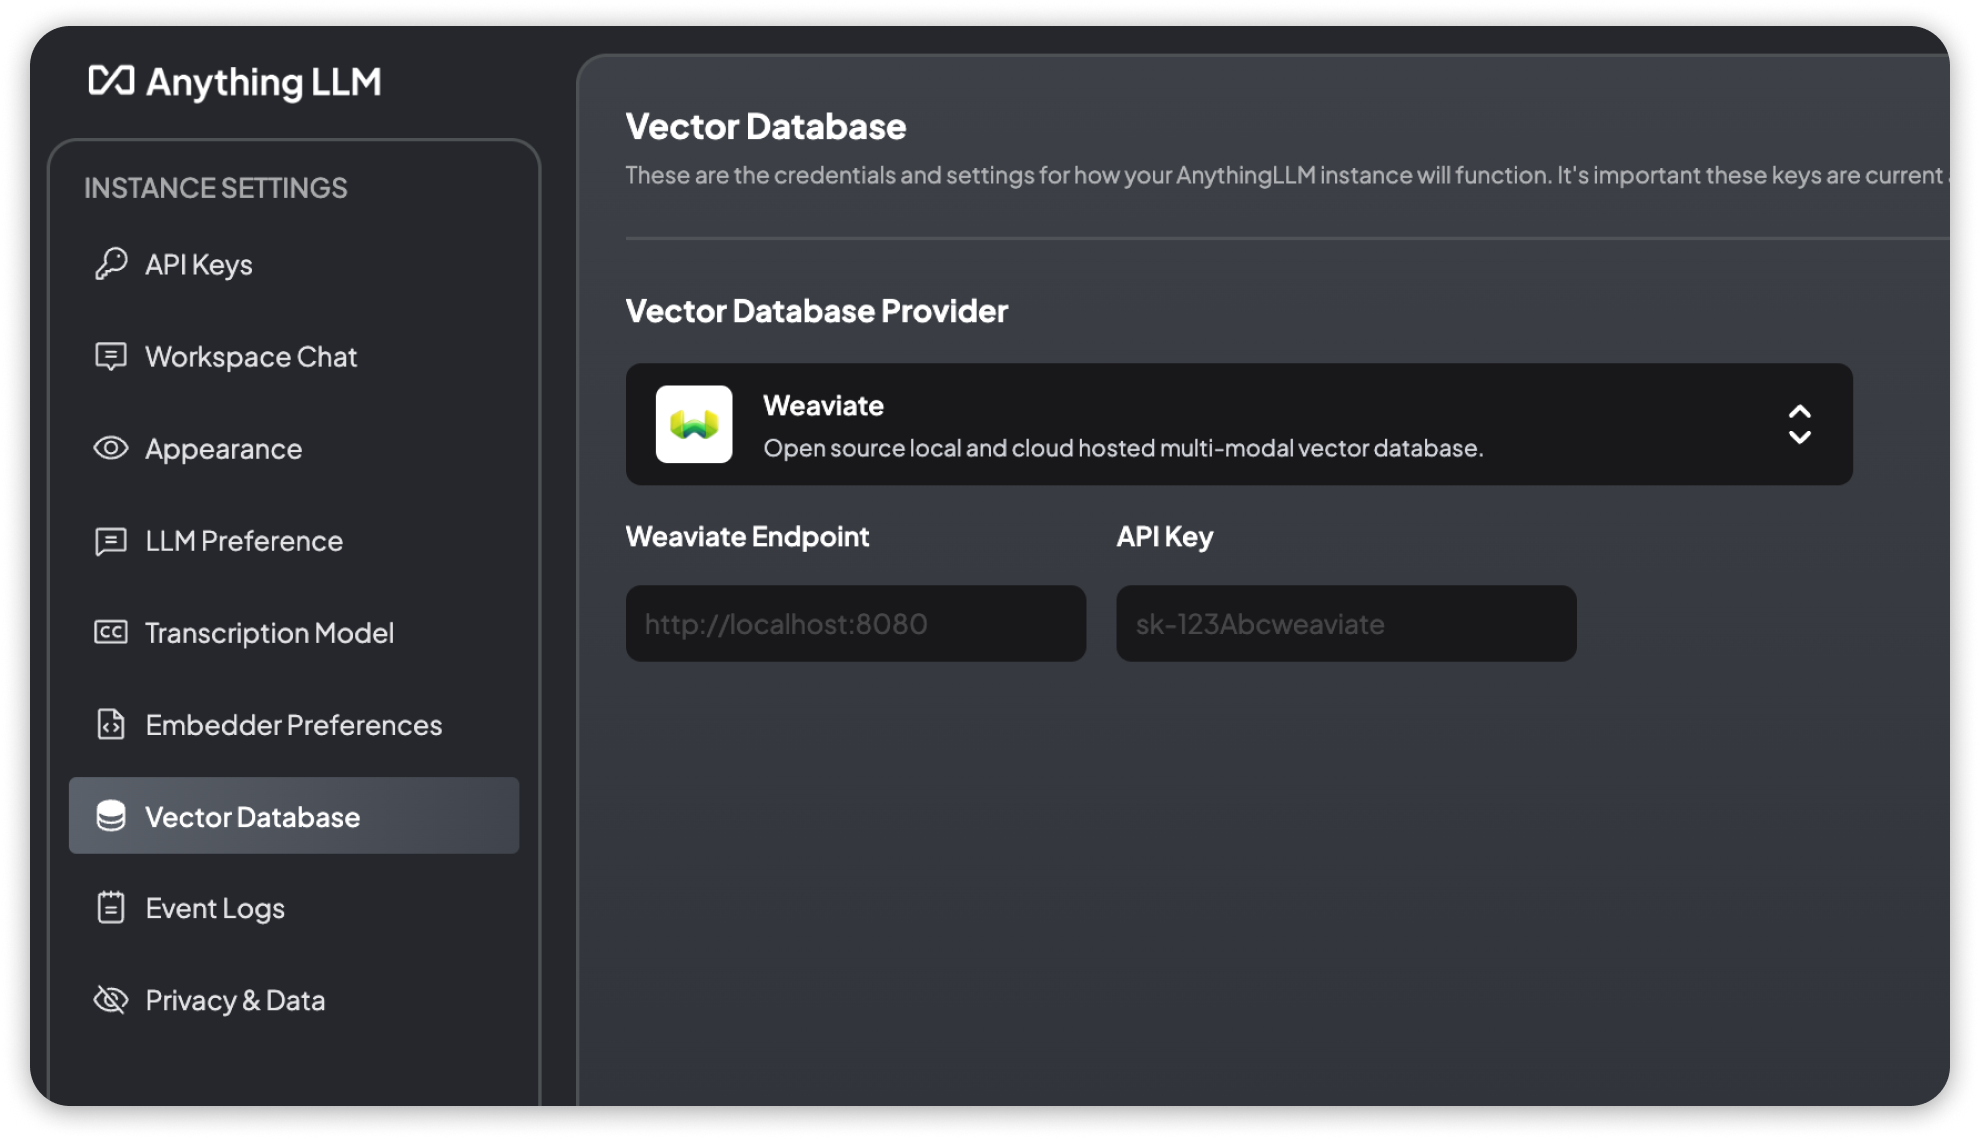 Anything LLM
INSTANCE SETTINGS
API Keys
Workspace Chat
Appearance
LLM Preference
CC Transcription Model
Embedder Preferences
Vector Database
Event Logs
Privacy & Data
Vector Database
These are the credentials and settings for how your AnythingLLM instance will function. It's important these keys are current
Vector Database Provider
Weaviate
Open source local and cloud hosted multi-modal vector database.
Weaviate Endpoint
API Key
http://localhost:8080
sk-123Abcweaviate